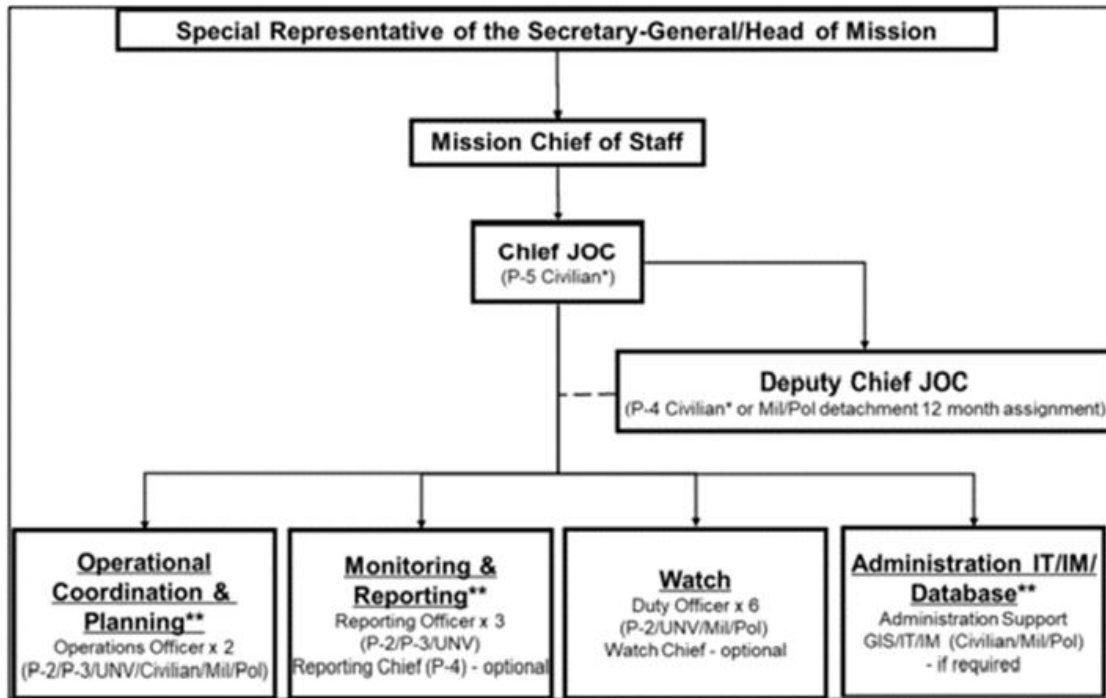 Special Representative of the Secretary-General/Head of Mission
Mission Chief of Staff
Chief JOC
(P-5 Civilian*)
Deputy Chief JOC
(P-4 Civilian* or Mil/Pol detachment 12 month assignment)
Operational
Coordination &
Planning**
Operations Officer x 2
(P-2/P-3/UNV/Civilian/Mil/Pol)
Monitoring &
Reporting**
Reporting Officer x 3
(P-2/P-3/UNV)
Reporting Chief (P-4) - optional
Watch
Duty Officer x 6
(P-2/UNV/Mil/Pol)
Watch Chief - optional
Administration IT/IM/
Database**
Administration Support
GIS/IT/IM (Civilian/Mil/Pol)
- if required